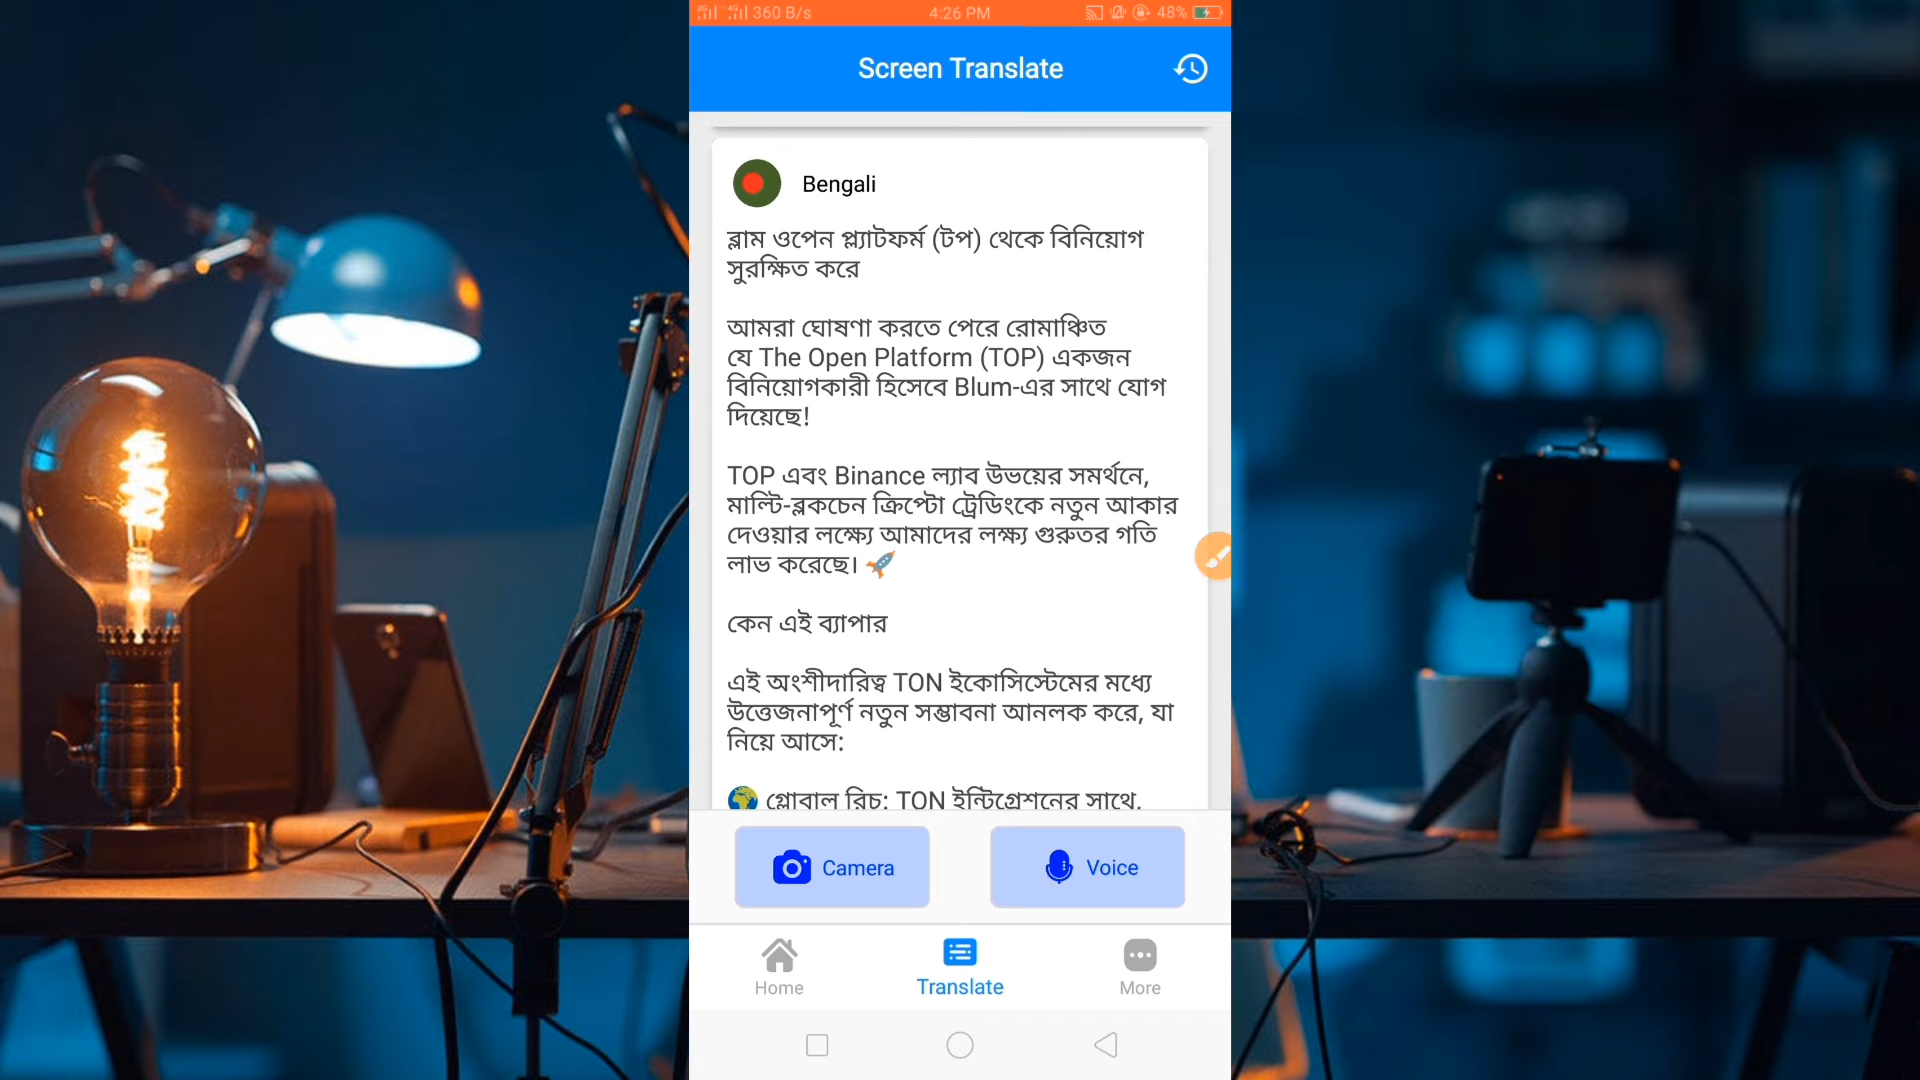 2G 4G 360 B/s 4:26 PM 48%
Screen Translate
Bengali
ব্লাম ওপেন প্ল্যাটফর্ম (টপ) থেকে বিনিয়োগ
সুরক্ষিত করে
আমরা ঘোষণা করতে পেরে রোমাঞ্চিত
যে The Open Platform (TOP) একজন
বিনিয়োগকারী হিসেবে Blum-এর সাথে যোগ
দিয়েছে!
TOP এবং Binance ল্যাব উভয়ের সমর্থনে,
মাল্টি-ব্লকচেন ক্রিপ্টো ট্রেডিংকে নতুন আকার
দেওয়ার লক্ষ্যে আমাদের লক্ষ্য গুরুতর গতি
লাভ করেছে। 🚀
কেন এই ব্যাপার
এই অংশীদারিত্ব TON ইকোসিস্টেমের মধ্যে
উত্তেজনাপূর্ণ নতুন সম্ভাবনা আনলক করে, যা
নিয়ে আসে:
🌍 গ্লোবাল রিচ: TON ইন্টিগ্রেশনের সাথে,
Camera Voice
Home Translate More